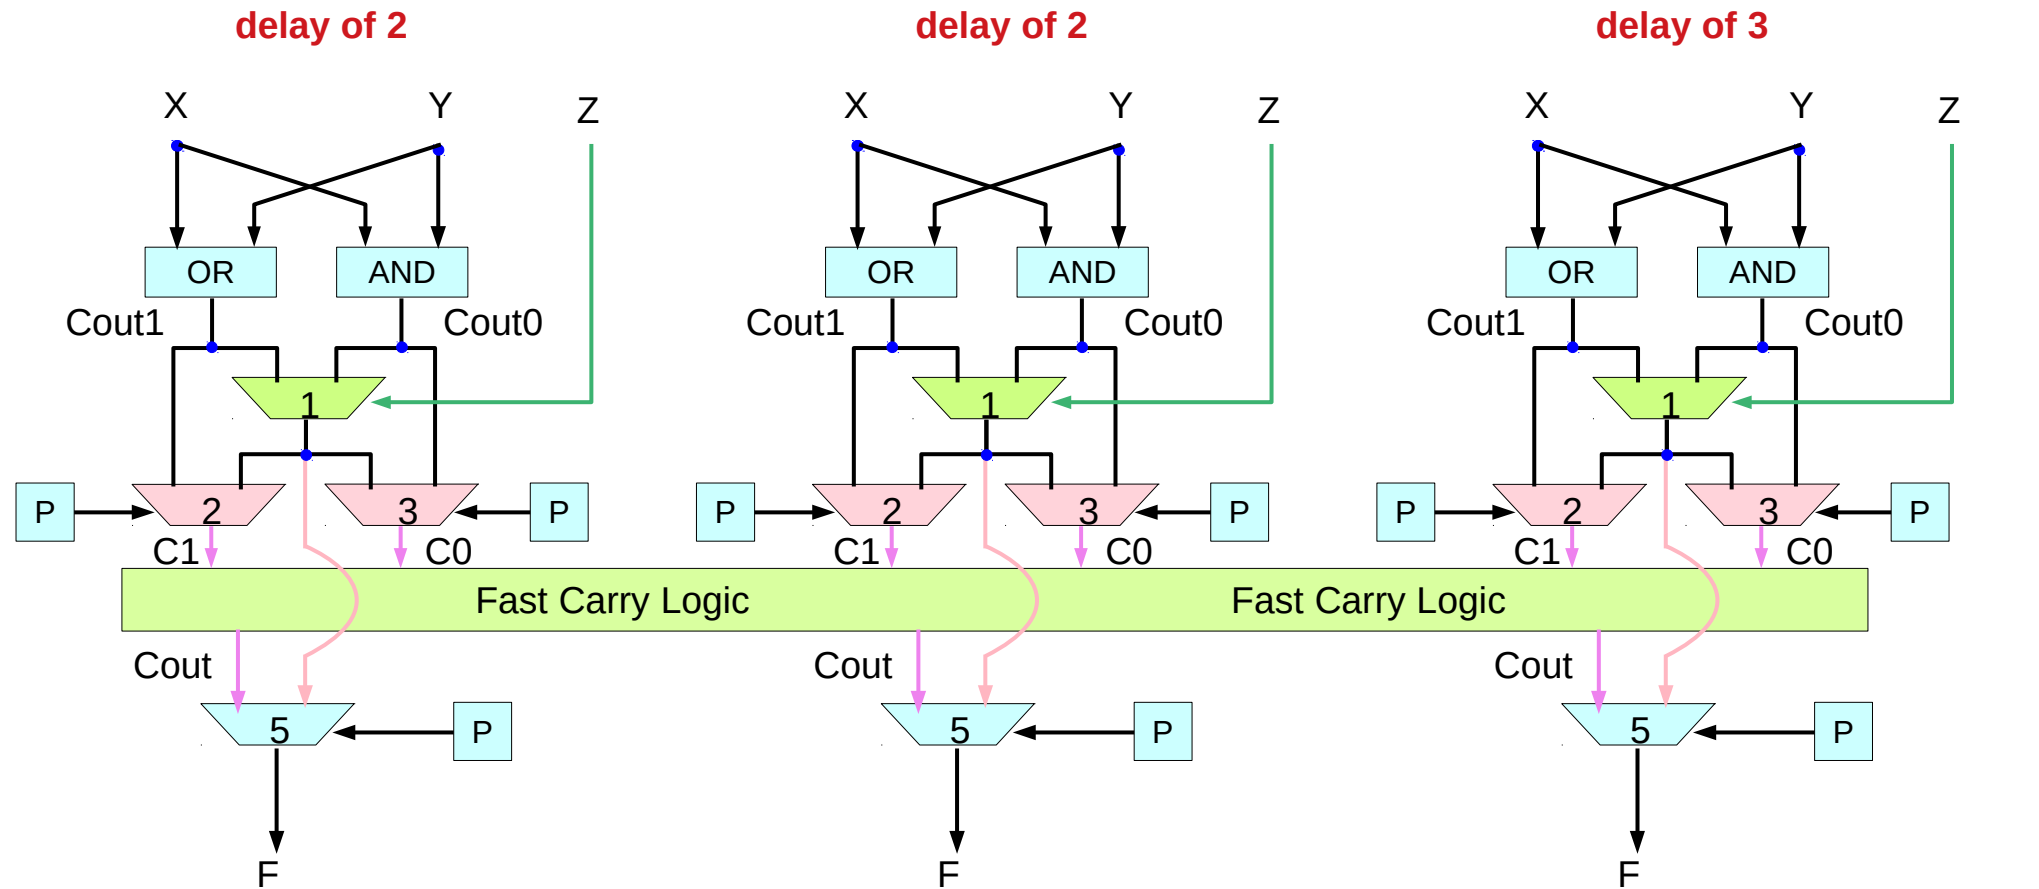 delay of 2 delay of 2 delay of 3
X Y Z X Y Z X Y Z
OR AND OR AND OR AND
Cout1 Cout0 Cout1 Cout0 Cout1 Cout0
1 1 1
P 2 3 P P 2 3 P P 2 3 P
C1 C0 C1 C0 C1 C0
Fast Carry Logic Fast Carry Logic
Cout Cout Cout
5 P 5 P 5 P
F F F